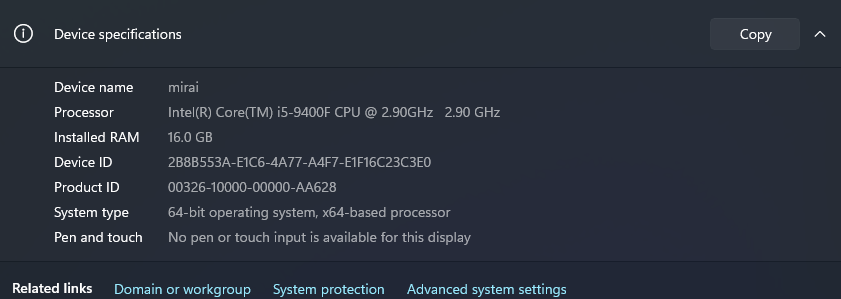 Device specifications Copy
Device name mirai
Processor Intel(R) Core(TM) i5-9400F CPU @ 2.90GHz 2.90 GHz
Installed RAM 16.0 GB
Device ID 2B8B553A-E1C6-4A77-A4F7-E1F16C23C3E0
Product ID 00326-10000-00000-AA628
System type 64-bit operating system, x64-based processor
Pen and touch No pen or touch input is available for this display
Related links Domain or workgroup System protection Advanced system settings